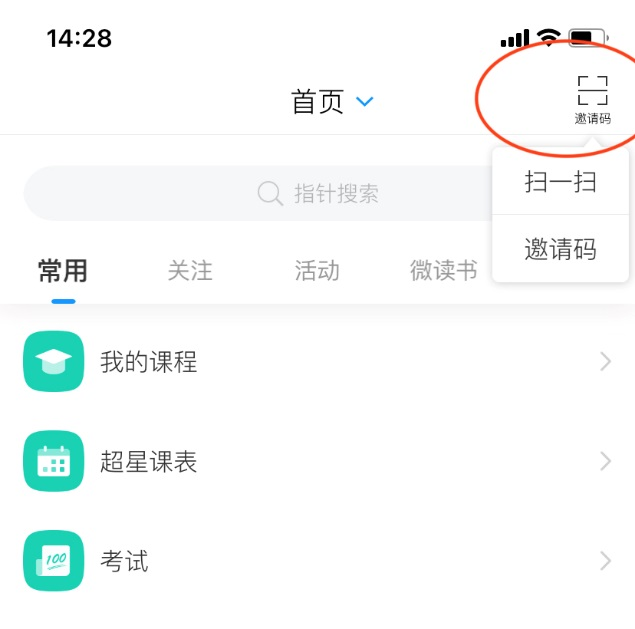 14:28
首页
邀请码
扫一扫
邀请码
指针搜索
常用 关注 活动 微读书
我的课程
超星课表
100
考试